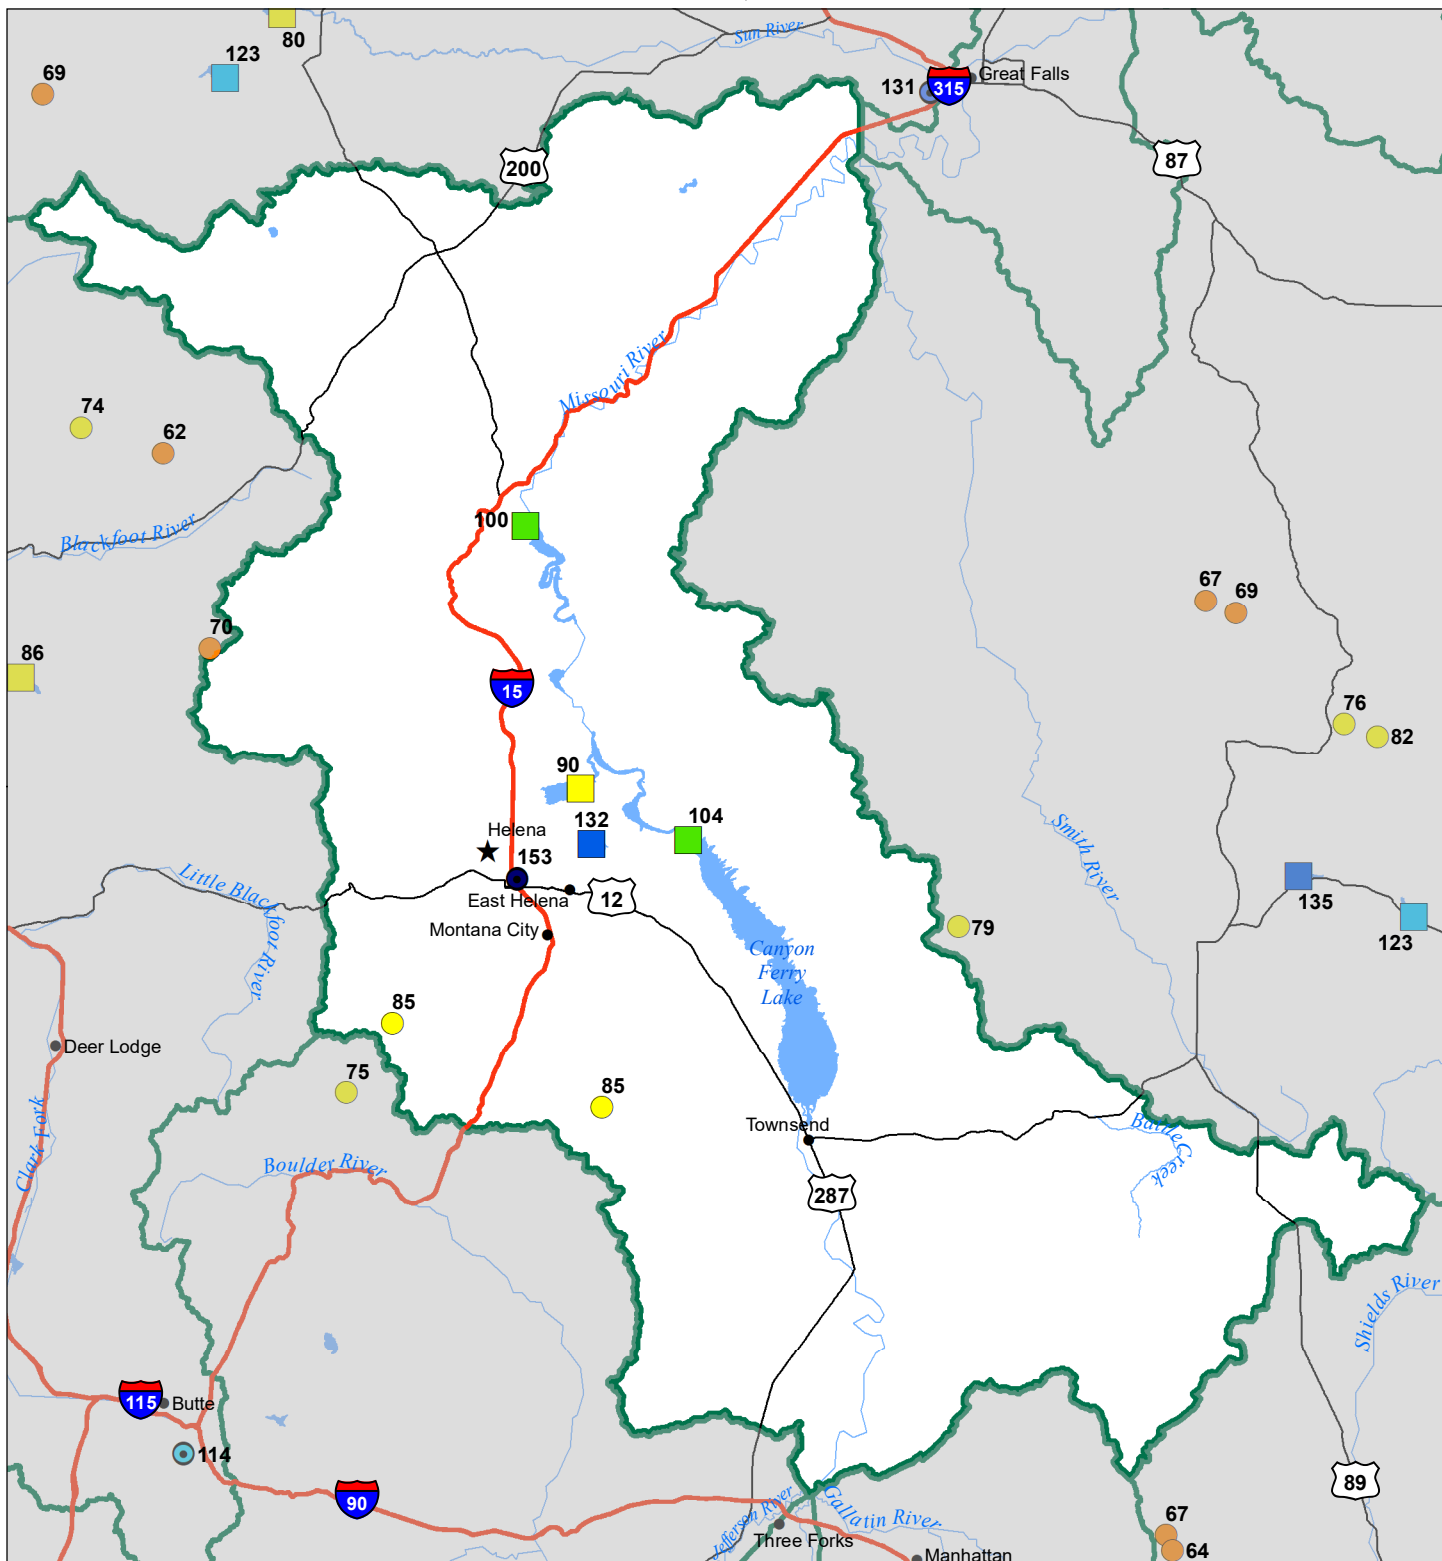 80
Sun River
123
69
Great Falls
131
315
87
200
Missouri River
74
62
100
Blackfoot River
67
69
70
86
15
76
82
90
132
104
Helena
153
Smith River
Little Blackfoot River
East Helena
12
135
Montana City
79
123
Canyon
Ferry
Lake
85
Deer Lodge
75
85
Clark Fork
Townsend
Battle Creek
Boulder River
287
Shields River
115
Butte
114
89
90
Jefferson River
Gallatin River
67
Three Forks
64
Manhattan